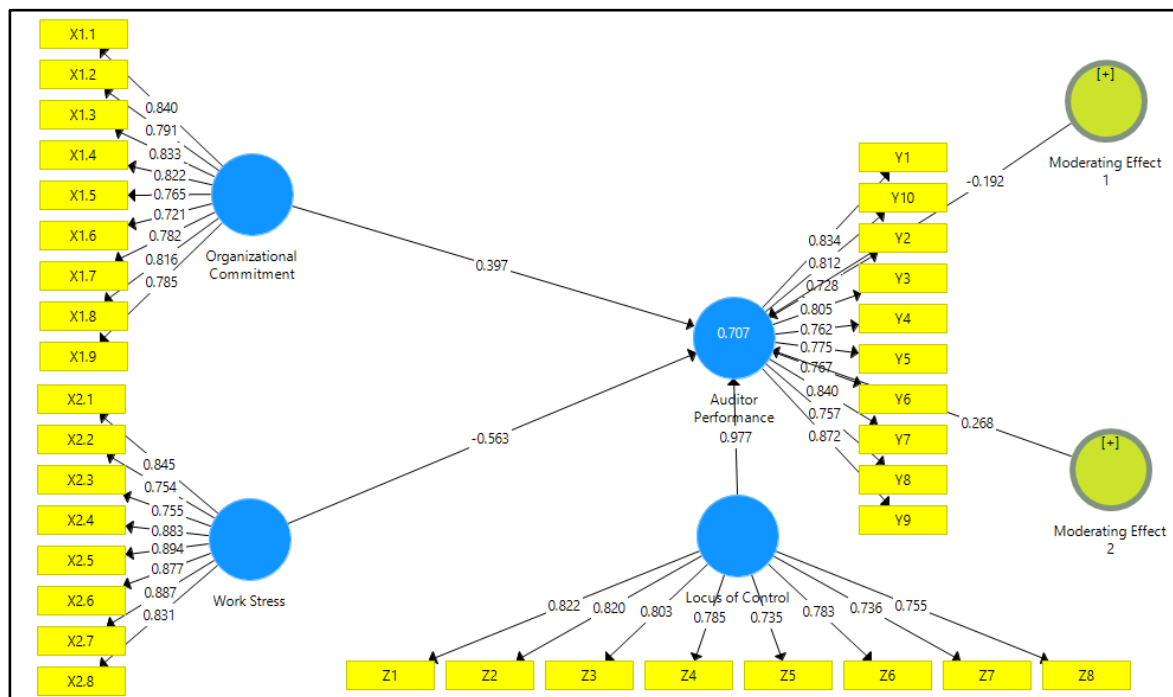 X1.1
X1.2
X1.3
X1.4
X1.5
X1.6
X1.7
X1.8
X1.9
0.840
0.791
0.833
0.822
0.765
0.721
0.782
0.816
0.785
Organizational
Commitment
0.397
X2.1
X2.2
X2.3
X2.4
X2.5
X2.6
X2.7
X2.8
0.845
0.754
0.755
0.883
0.894
0.877
0.887
0.831
Work Stress
-0.563
0.707
Auditor
Performance
0.977
0.834
0.812
0.728
0.805
0.762
0.775
0.767
0.840
0.757
0.872
Y1
Y10
Y2
Y3
Y4
Y5
Y6
Y7
Y8
Y9
[+]
Moderating Effect
1
-0.192
[+]
Moderating Effect
2
0.268
Locus of Control
0.822
0.820
0.803
0.785
0.735
0.783
0.736
0.755
Z1
Z2
Z3
Z4
Z5
Z6
Z7
Z8